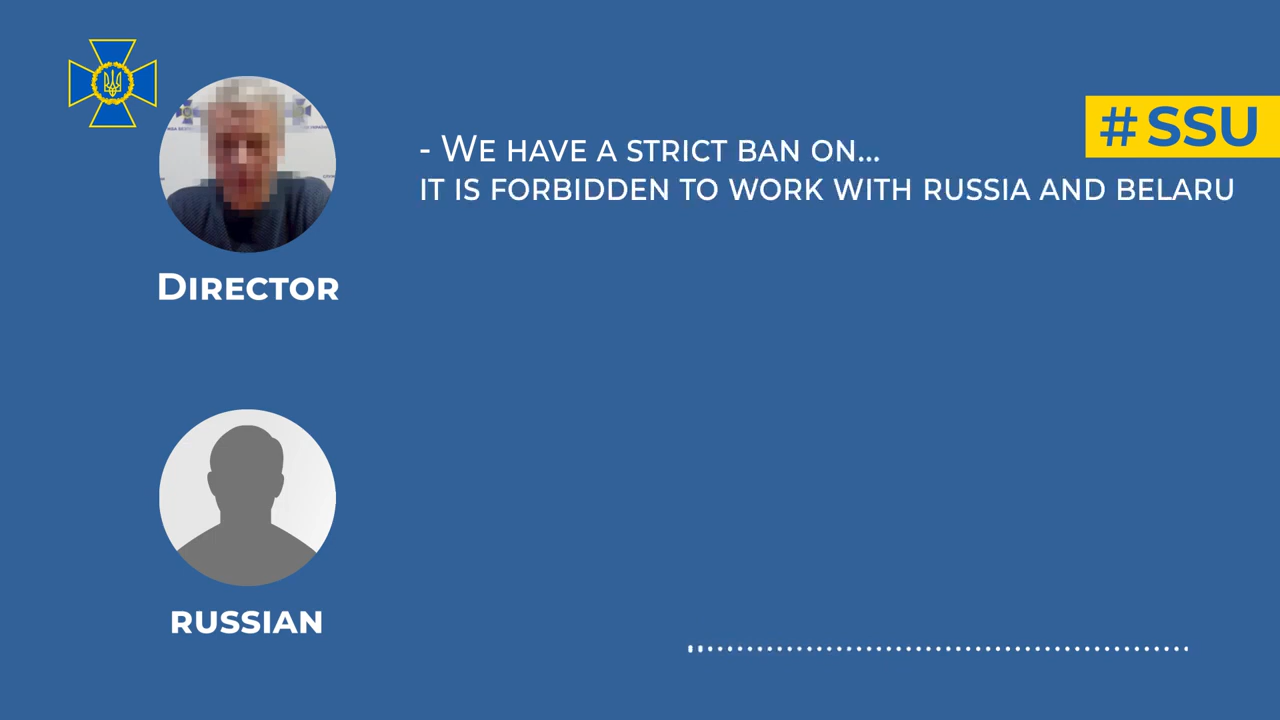 #SSU
- WE HAVE A STRICT BAN ON...
IT IS FORBIDDEN TO WORK WITH RUSSIA AND BELARU
DIRECTOR
RUSSIAN